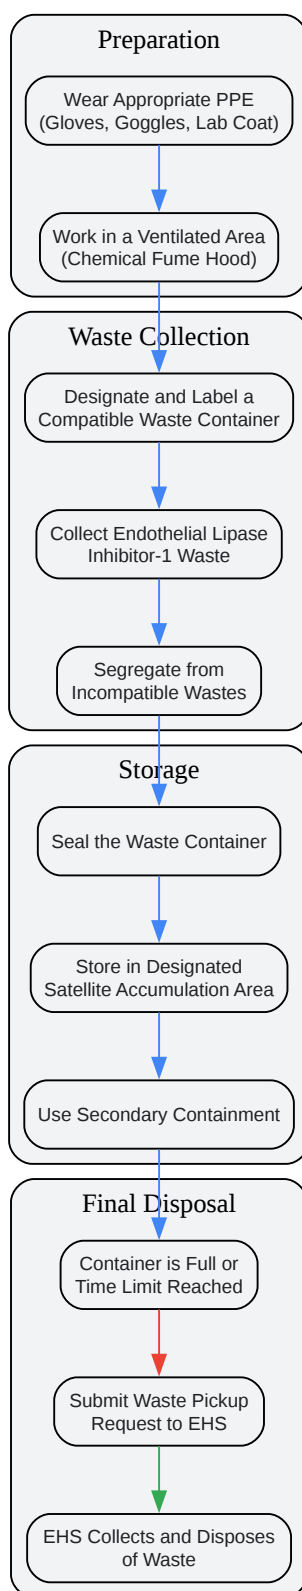 Preparation
Wear Appropriate PPE
(Gloves, Goggles, Lab Coat)
Work in a Ventilated Area
(Chemical Fume Hood)
Waste Collection
Designate and Label a
Compatible Waste Container
Collect Endothelial Lipase
Inhibitor-1 Waste
Segregate from
Incompatible Wastes
Storage
Seal the Waste Container
Store in Designated
Satellite Accumulation Area
Use Secondary Containment
Final Disposal
Container is Full or
Time Limit Reached
Submit Waste Pickup
Request to EHS
EHS Collects and Disposes
of Waste